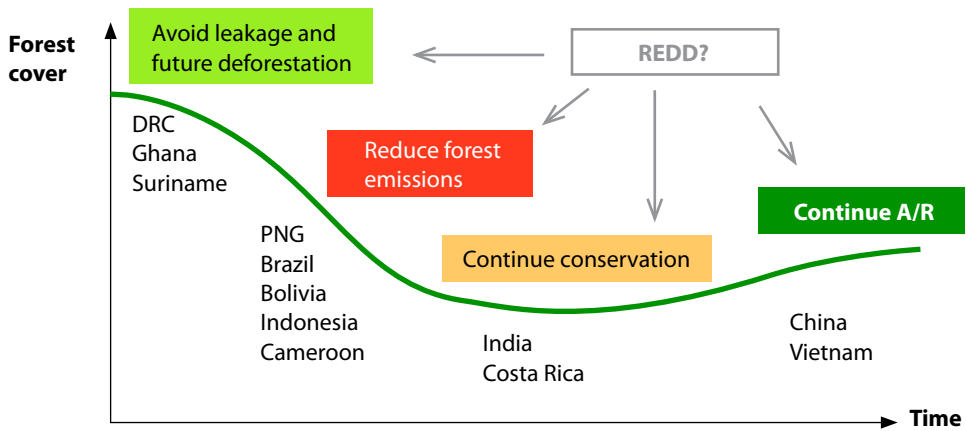 Forest
cover
Avoid leakage and
future deforestation
REDD?
DRC
Ghana
Suriname
Reduce forest
emissions
Continue A/R
PNG
Brazil
Bolivia
Indonesia
Cameroon
Continue conservation
India
Costa Rica
China
Vietnam
Time